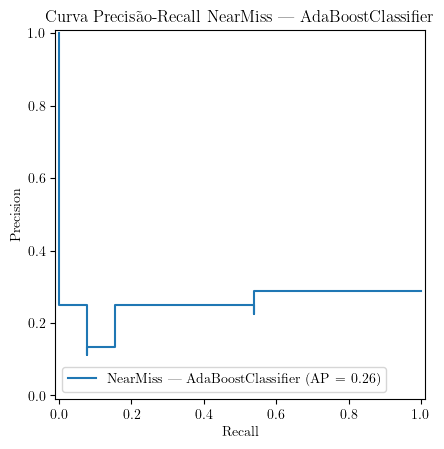 Curva Precisão-Recall NearMiss — AdaBoostClassifier
1.0
0.8
0.6
0.4
0.2
0.0
Precision
NearMiss — AdaBoostClassifier (AP = 0.26)
0.0 0.2 0.4 0.6 0.8 1.0
Recall